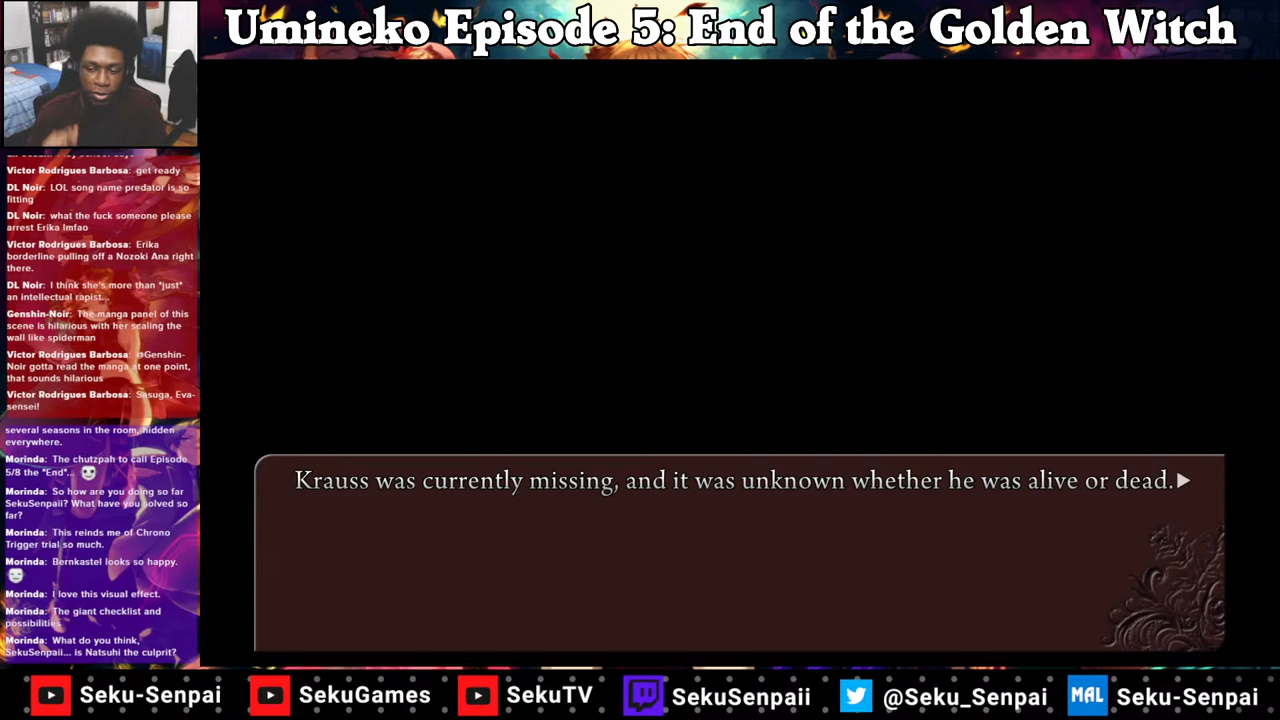 Umineko Episode 5: End of the Golden Witch
Victor Rodrigues Barbosa: get ready
DL Noir: LOL song name predator is so
fitting
DL Noir: what the fuck someone please
arrest Erika lmfao
Victor Rodrigues Barbosa: Erika
borderline pulling off a Nozoki Ana right
there.
DL Noir: I think she's more than *just*
an intellectual rapist...
Genshin-Noir: The manga panel of this
scene is hilarious with her scaling the
wall like spiderman
Victor Rodrigues Barbosa: @Genshin-
Noir gotta read the manga at one point,
that sounds hilarious
Victor Rodrigues Barbosa: Sasuga, Eva-
sensei!
several seasons in the room, hidden
everywhere.
Morinda: The chutzpah to call Episode
5/8 the "End"...
Morinda: So how are you doing so far
SekuSenpaii? What have you solved so
far?
Morinda: This reinds me of Chrono
Trigger trial so much.
Morinda: Bernkastel looks so happy.
Morinda: I love this visual effect.
Morinda: The giant checklist and
possibilities
Morinda: What do you think,
SekuSenpaii... is Natsuhi the culprit?
Krauss was currently missing, and it was unknown whether he was alive or dead.
Seku-Senpai
SekuGames
SekuTV
SekuSenpaii
@Seku_Senpai
MAL
Seku-Senpai